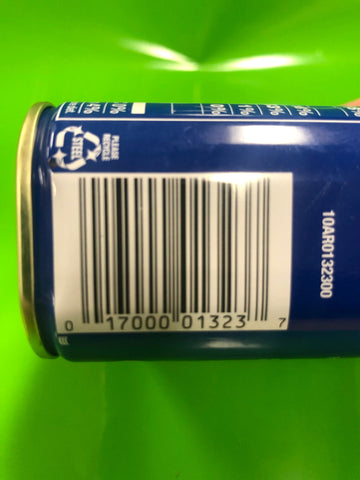 PLEASE
RECYCLE
STEEL
0 17000 01323 7
10AR0132300